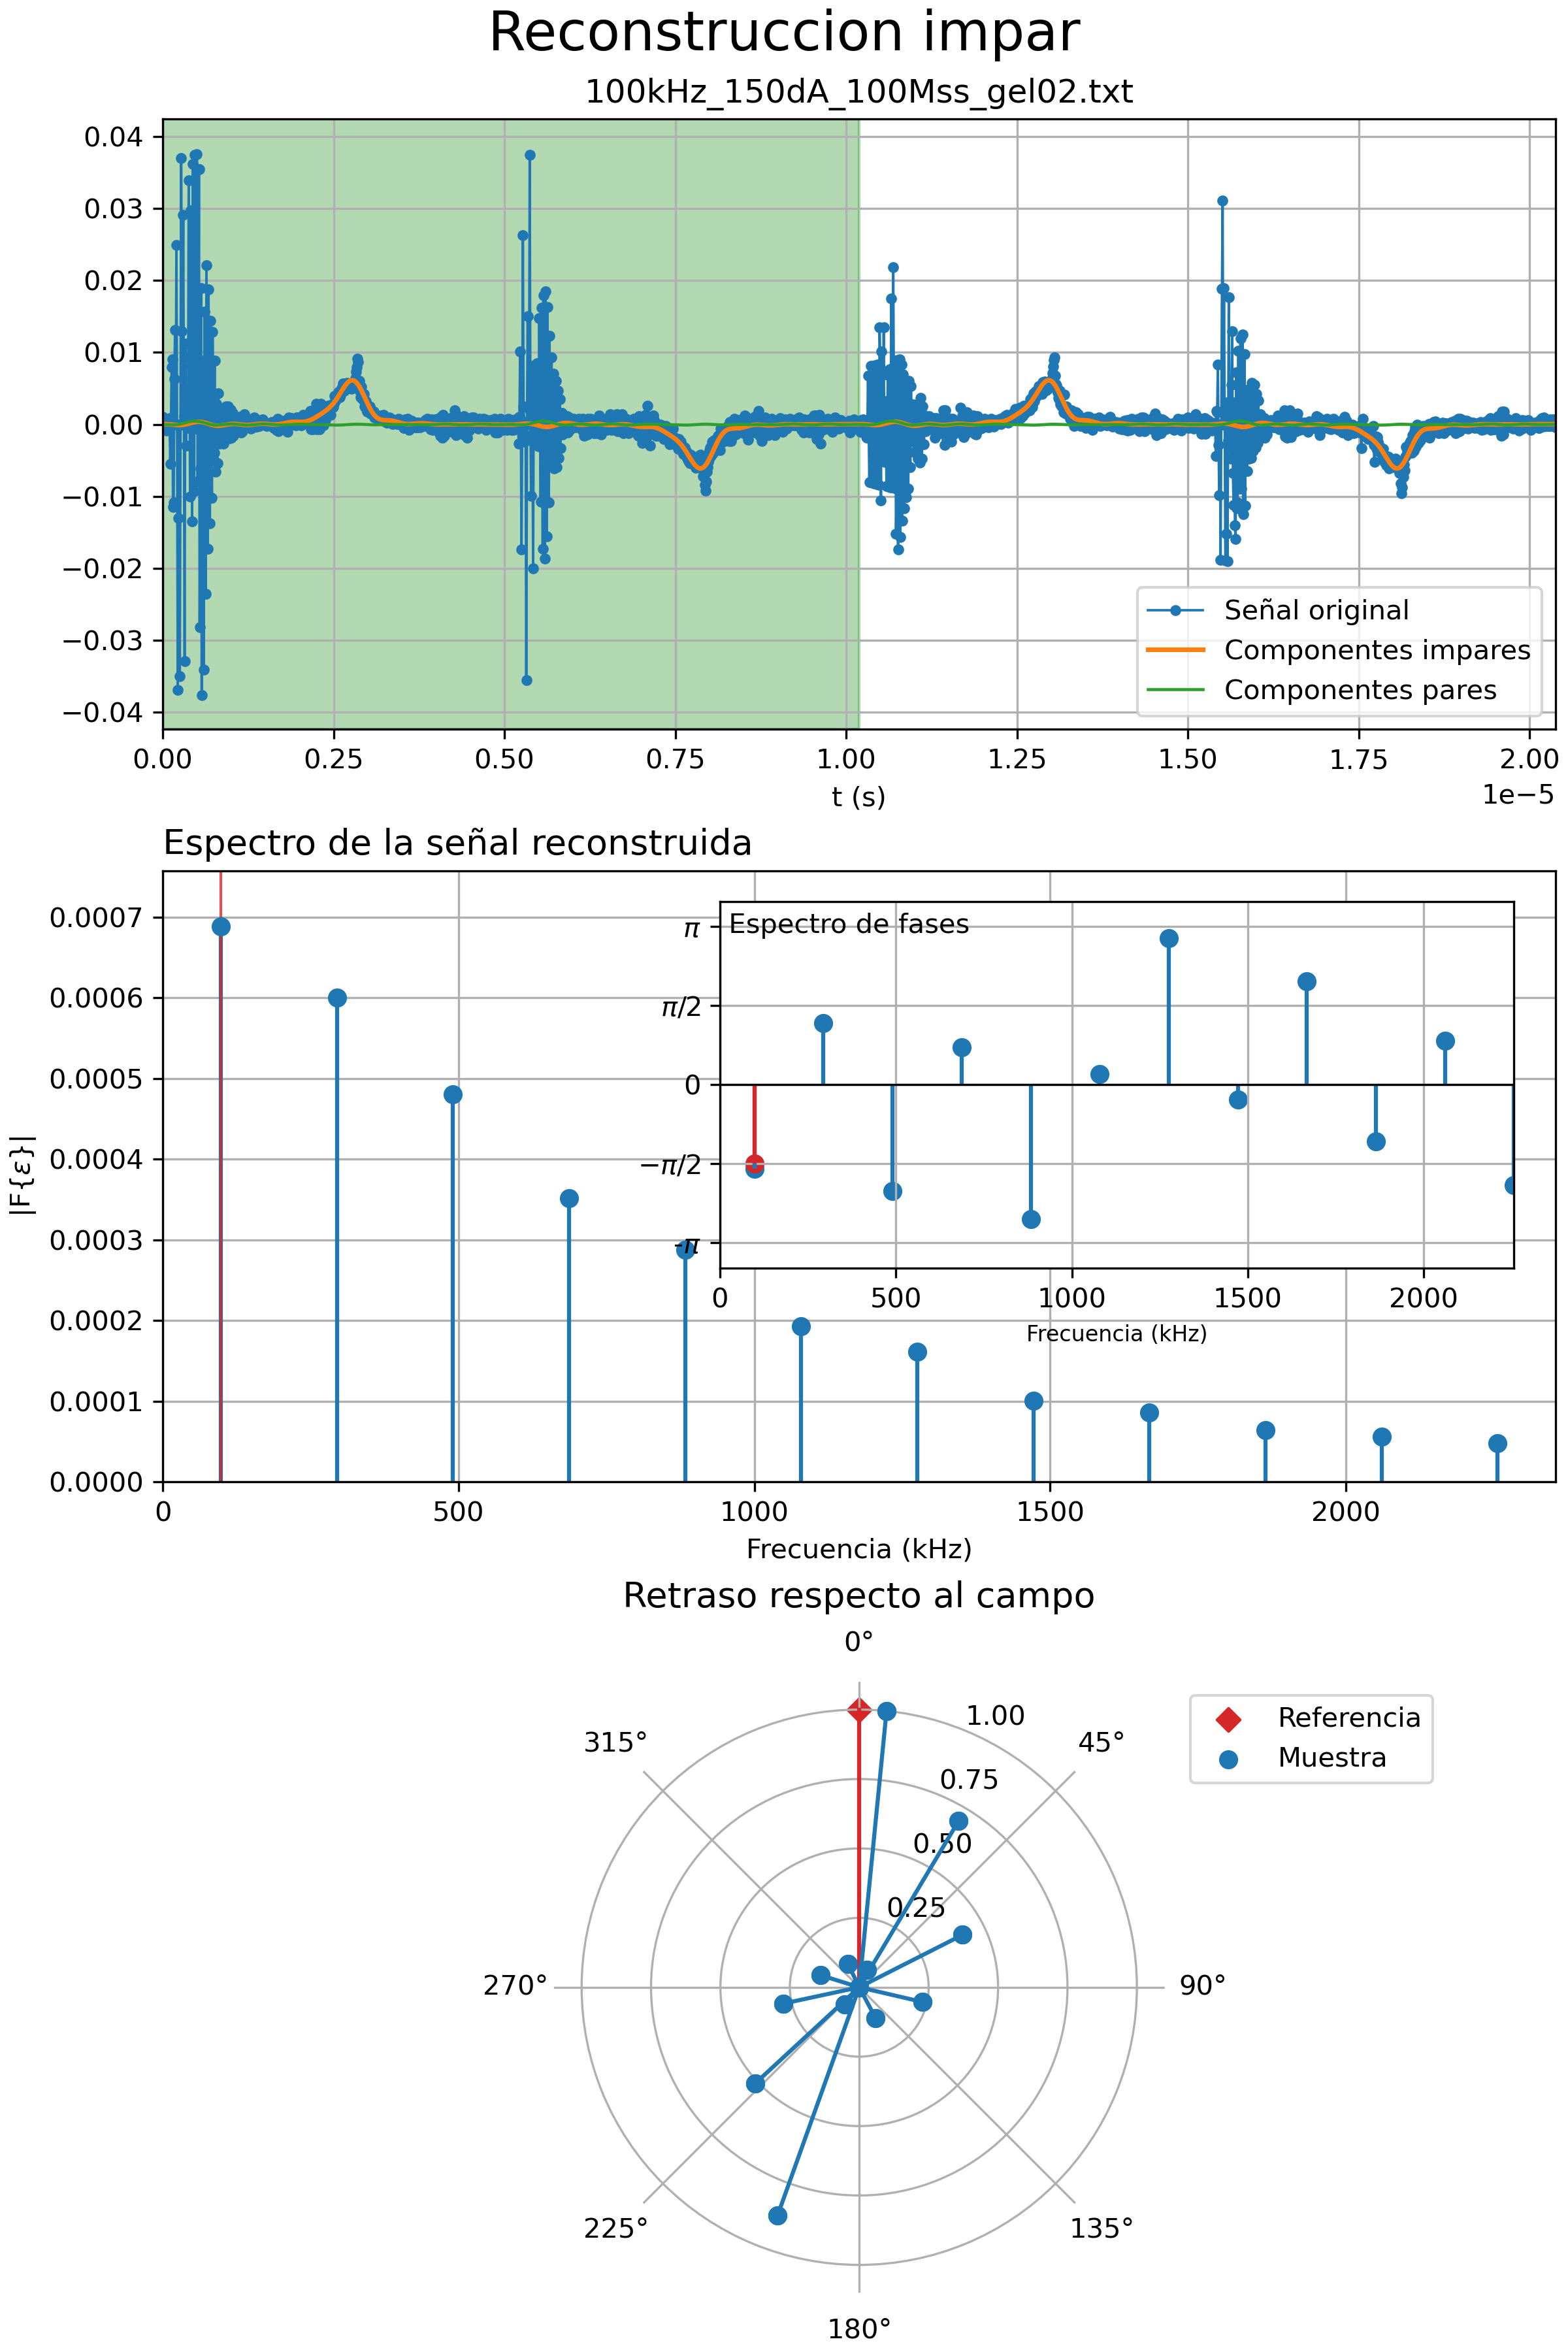 Reconstruccion impar
100kHz_150dA_100Mss_gel02.txt
0.04
0.03
0.02
0.01
0.00
−0.01
−0.02
−0.03
−0.04
Señal original
Componentes impares
Componentes pares
0.00 0.25 0.50 0.75 1.00 1.25 1.50 1.75 2.00
t (s)
1e−5
Espectro de la señal reconstruida
|F{ε}|
0.0007
0.0006
0.0005
0.0004
0.0003
0.0002
0.0001
0.0000
0 500 1000 1500 2000
Frecuencia (kHz)
Espectro de fases
π
π/2
0
−π/2
-π
0 500 1000 1500 2000
Frecuencia (kHz)
Retraso respecto al campo
0°
45°
90°
135°
180°
225°
270°
315°
1.00
0.75
0.50
0.25
Referencia
Muestra